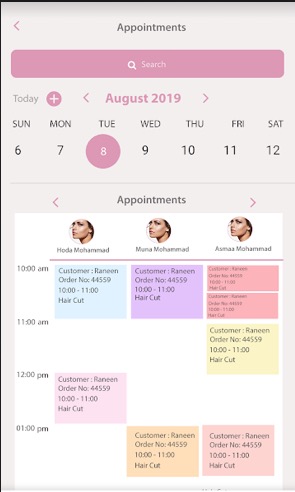 Appointments
Search
Today
August 2019
SUN MON TUE WED THU FRI SAT
6 7 8 9 10 11 12
Appointments
Hoda Mohammad Muna Mohammad Asmaa Mohammad
10:00 am
Customer : Raneen
Order No: 44559
10:00 - 11:00
Hair Cut
Customer : Raneen
Order No: 44559
10:00 - 11:00
Hair Cut
Customer : Raneen
Order No: 44559
10:00 - 11:00
Hair Cut
Customer : Raneen
Order No: 44559
10:00 - 11:00
Hair Cut
11:00 am
Customer : Raneen
Order No: 44559
10:00 - 11:00
Hair Cut
12:00 pm
Customer : Raneen
Order No: 44559
10:00 - 11:00
Hair Cut
01:00 pm
Customer : Raneen
Order No: 44559
10:00 - 11:00
Hair Cut
Customer : Raneen
Order No: 44559
10:00 - 11:00
Hair Cut